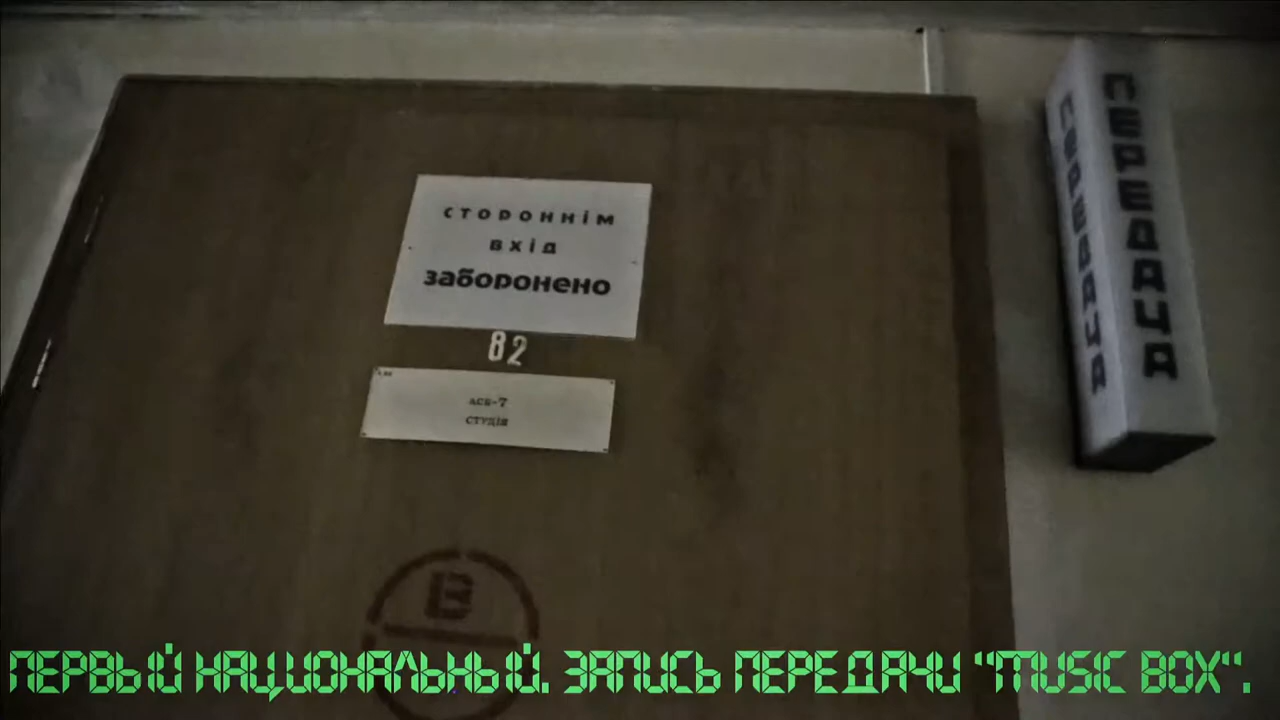 стороннім
вхід
заборонено
82
АСБ-7
студія
ПЕРЕДАЧА
ПЕРЕДАЧА
В
ПЕРВЫЙ НАЦИОНАЛЬНЫЙ. ЗАПИСЬ ПЕРЕДАЧИ "MUSIC BOX".